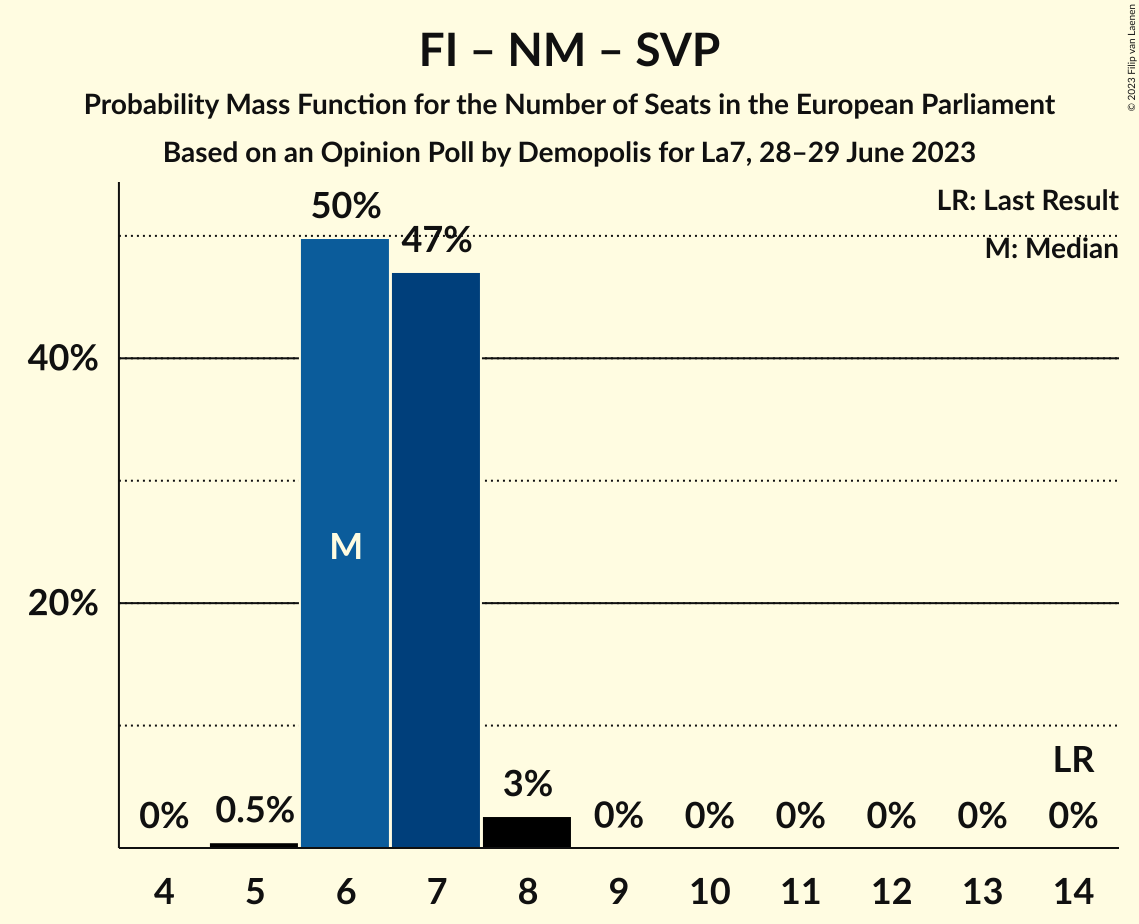 FI – NM – SVP
Probability Mass Function for the Number of Seats in the European Parliament
Based on an Opinion Poll by Demopolis for La7, 28–29 June 2023
© 2023 Filip van Laenen
LR: Last Result
M: Median
50%
47%
40%
20%
M
LR
0%
0.5%
3%
0%
0%
0%
0%
0%
0%
4 5 6 7 8 9 10 11 12 13 14